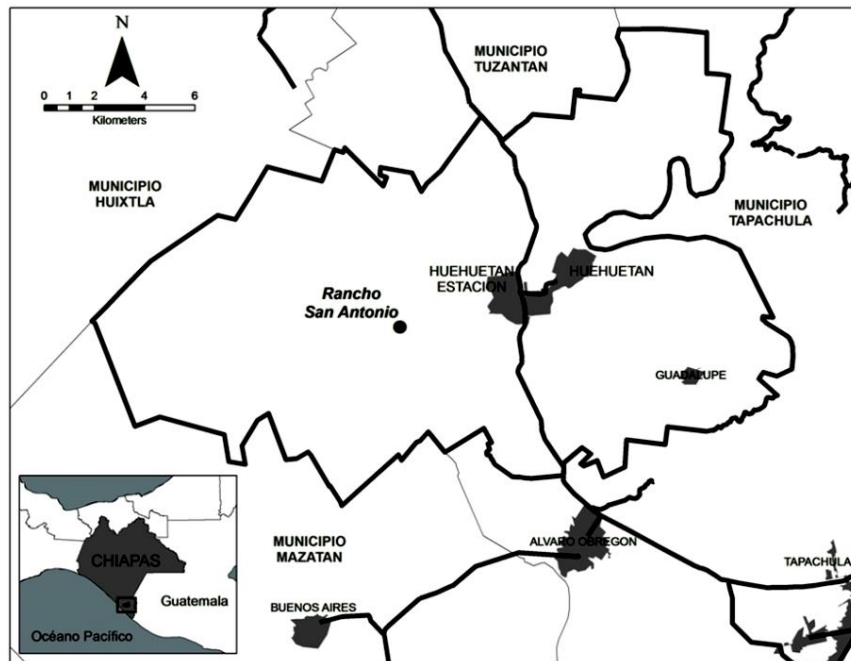 N
0 1 2 4 6
Kilometers
MUNICIPIO
TUZANTAN
MUNICIPIO
HUIXTLA
MUNICIPIO
TAPACHULA
HUEHUETAN
ESTACION
HUEHUETAN
Rancho
San Antonio
GUADALUPE
MUNICIPIO
MAZATAN
ALVARO OBREGON
TAPACHULA
BUENOS AIRES
CHIAPAS
Guatemala
Océano Pacífico